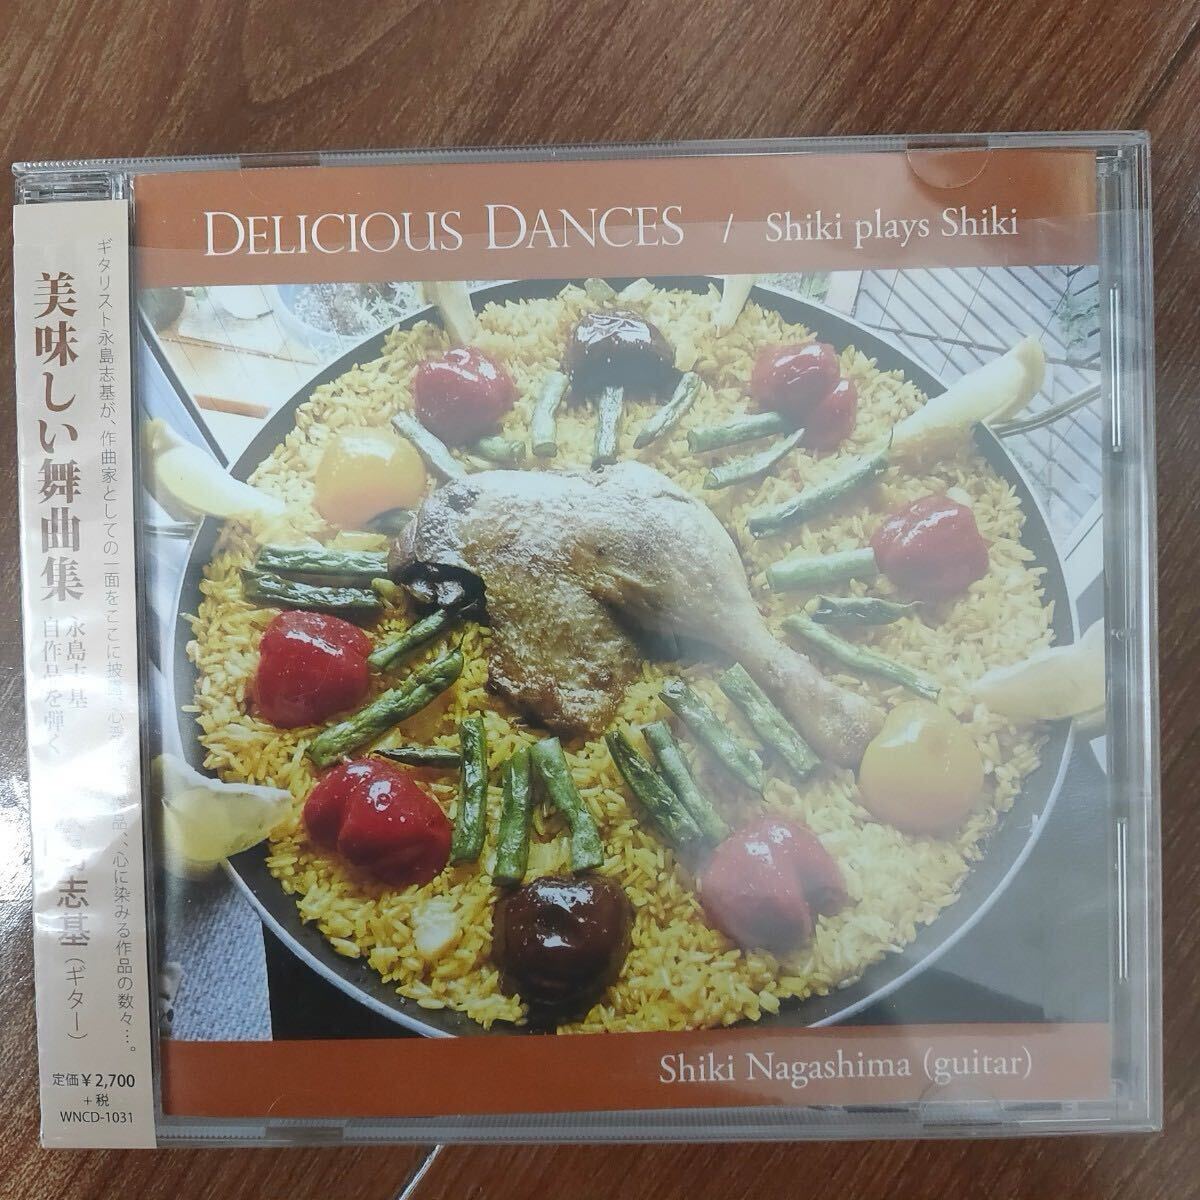 DELICIOUS DANCES / Shiki plays Shiki
Shiki Nagashima (guitar)
ギタリスト永島志基が、作曲家としての一面をここに披露、心
品、心に染みる作品の数々…。
美味しい舞曲集
永島志基
自作品を弾く
志基(ギター)
定価¥2,700
+税
WNCD-1031